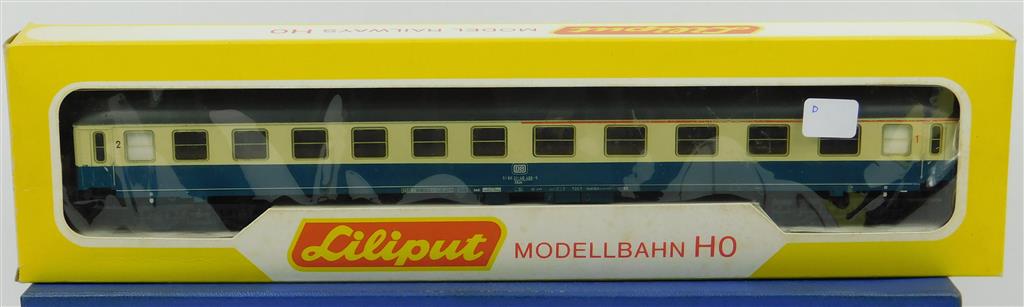 MODEL RAILWAYS HO
Liliput
D
2
1
DB
Liliput
MODELLBAHN HO